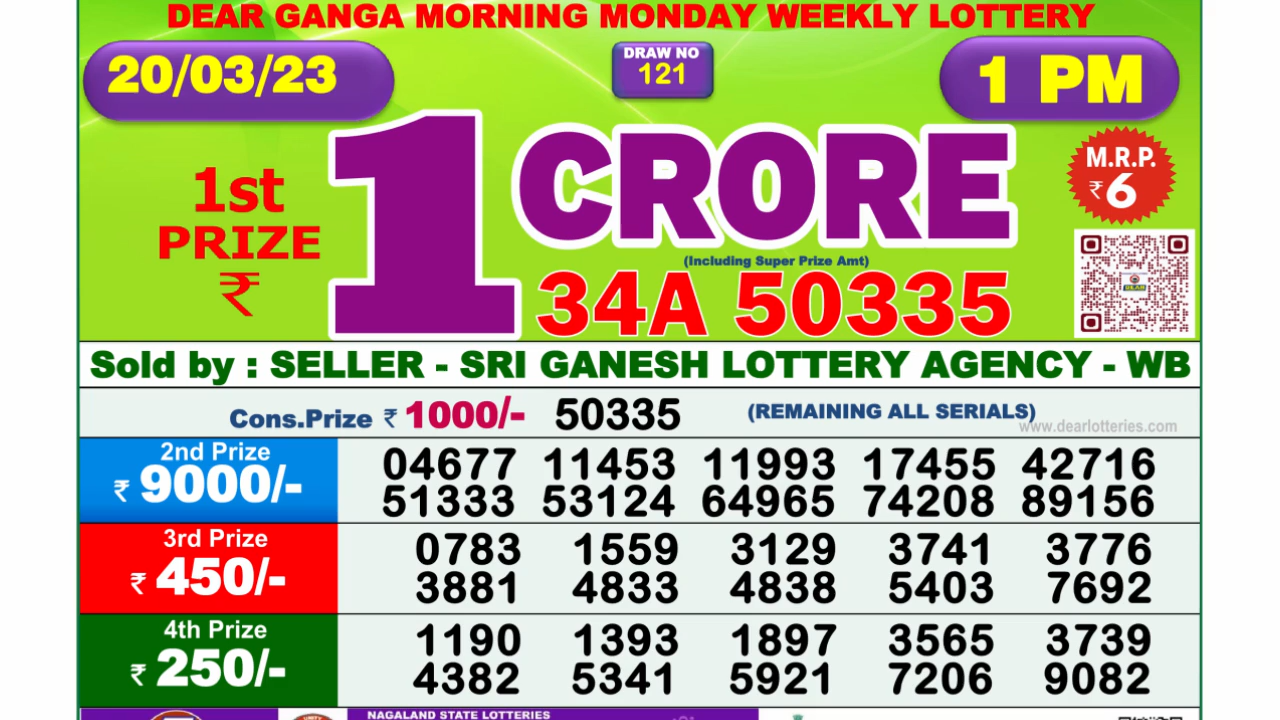 DEAR GANGA MORNING MONDAY WEEKLY LOTTERY
20/03/23
DRAW NO
121
1 PM
1st
PRIZE
₹
1 CRORE
(Including Super Prize Amt)
34A 50335
M.R.P.
₹ 6
Sold by : SELLER - SRI GANESH LOTTERY AGENCY - WB
Cons.Prize ₹ 1000/- 50335 (REMAINING ALL SERIALS)
www.dearlotteries.com
2nd Prize
₹ 9000/-
04677 11453 11993 17455 42716
51333 53124 64965 74208 89156
3rd Prize
₹ 450/-
0783 1559 3129 3741 3776
3881 4833 4838 5403 7692
4th Prize
₹ 250/-
1190 1393 1897 3565 3739
4382 5341 5921 7206 9082
NAGALAND STATE LOTTERIES